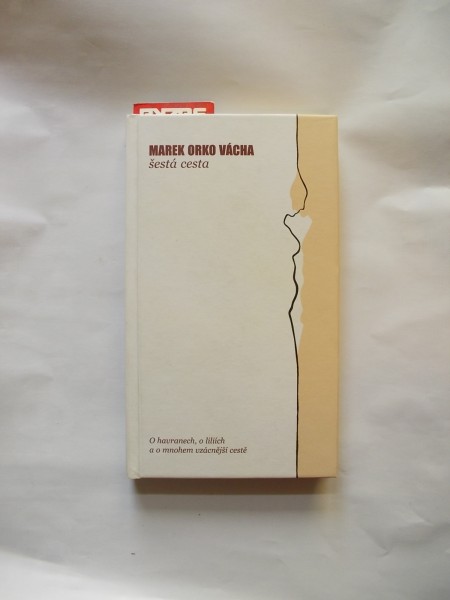 MAREK ORKO VÁCHA
šestá cesta
O havranech, o liliích
a o mnohem vzácnější cestě